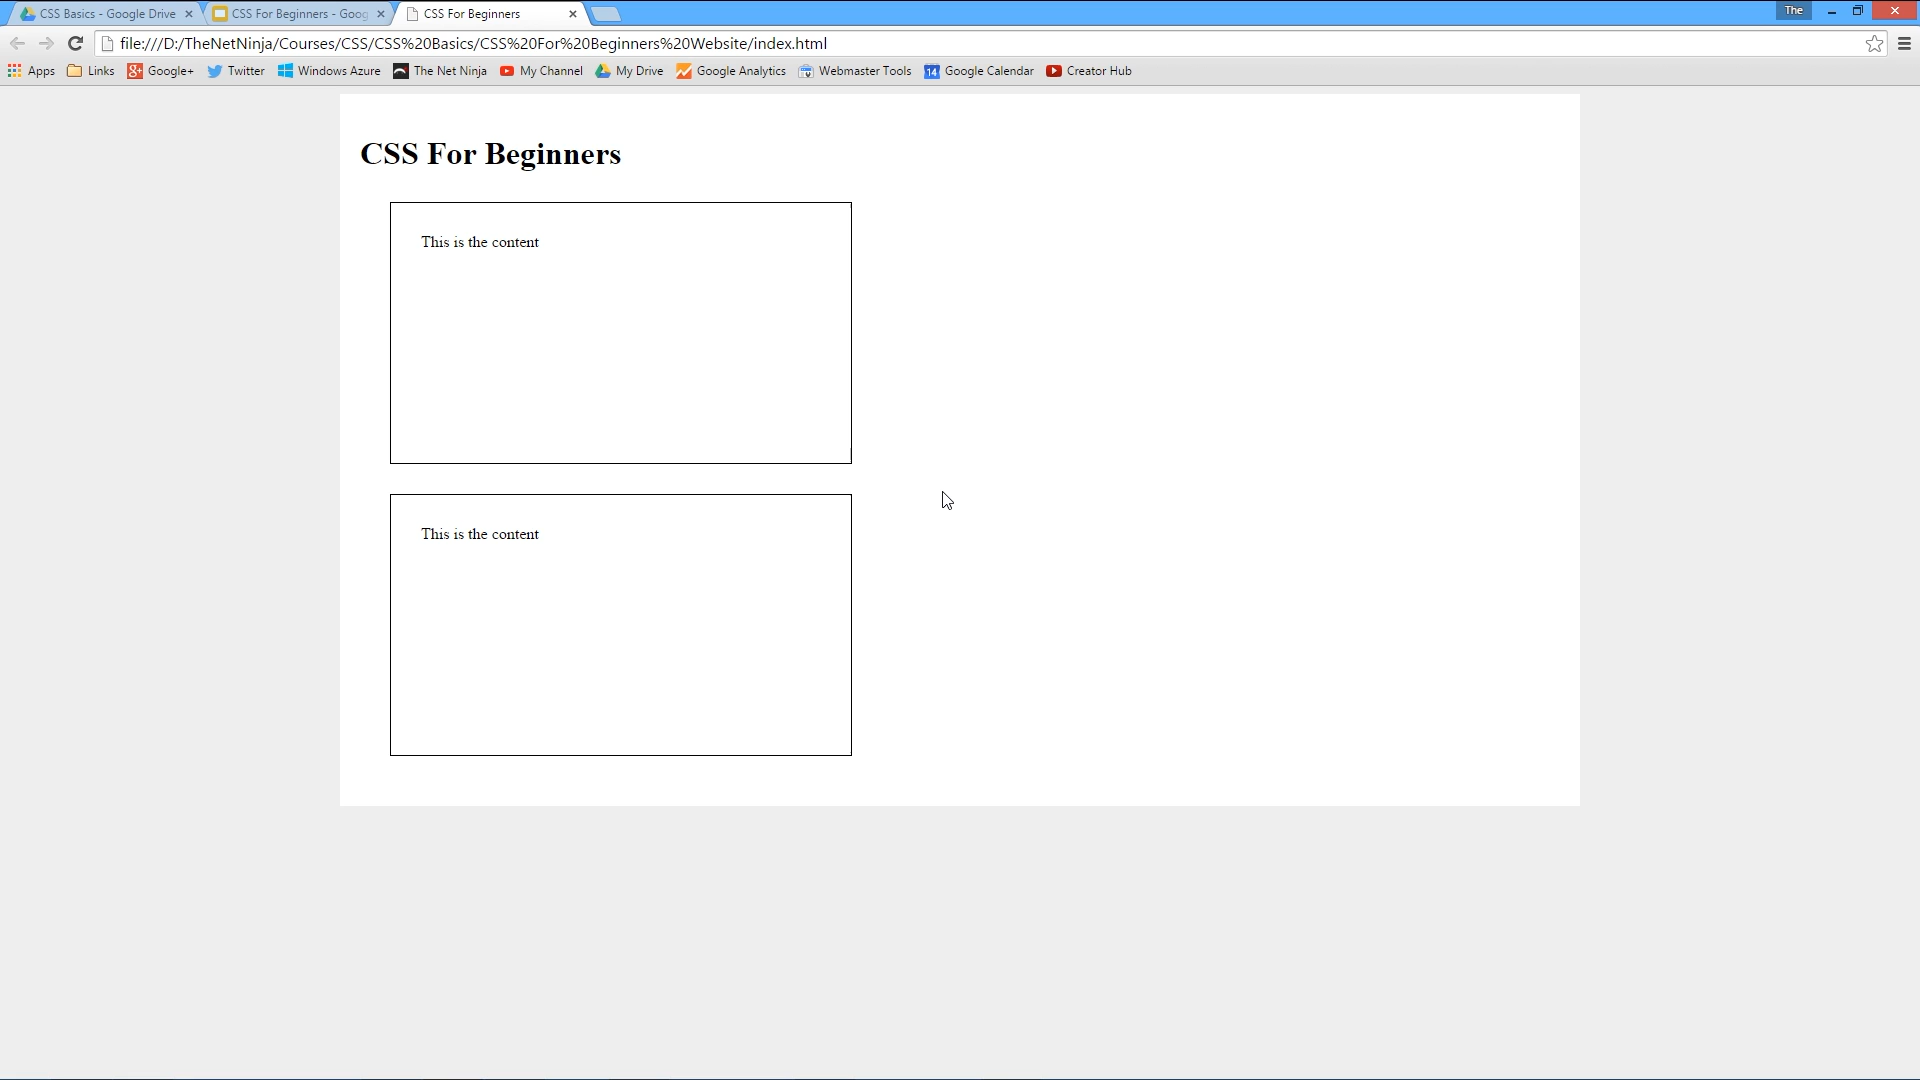 CSS Basics - Google Drive
CSS For Beginners - Goog
CSS For Beginners
The
file:///D:/TheNetNinja/Courses/CSS/CSS%20Basics/CSS%20For%20Beginners%20Website/index.html
Apps Links Google+ Twitter Windows Azure The Net Ninja My Channel My Drive Google Analytics Webmaster Tools 14 Google Calendar Creator Hub
CSS For Beginners
This is the content
This is the content